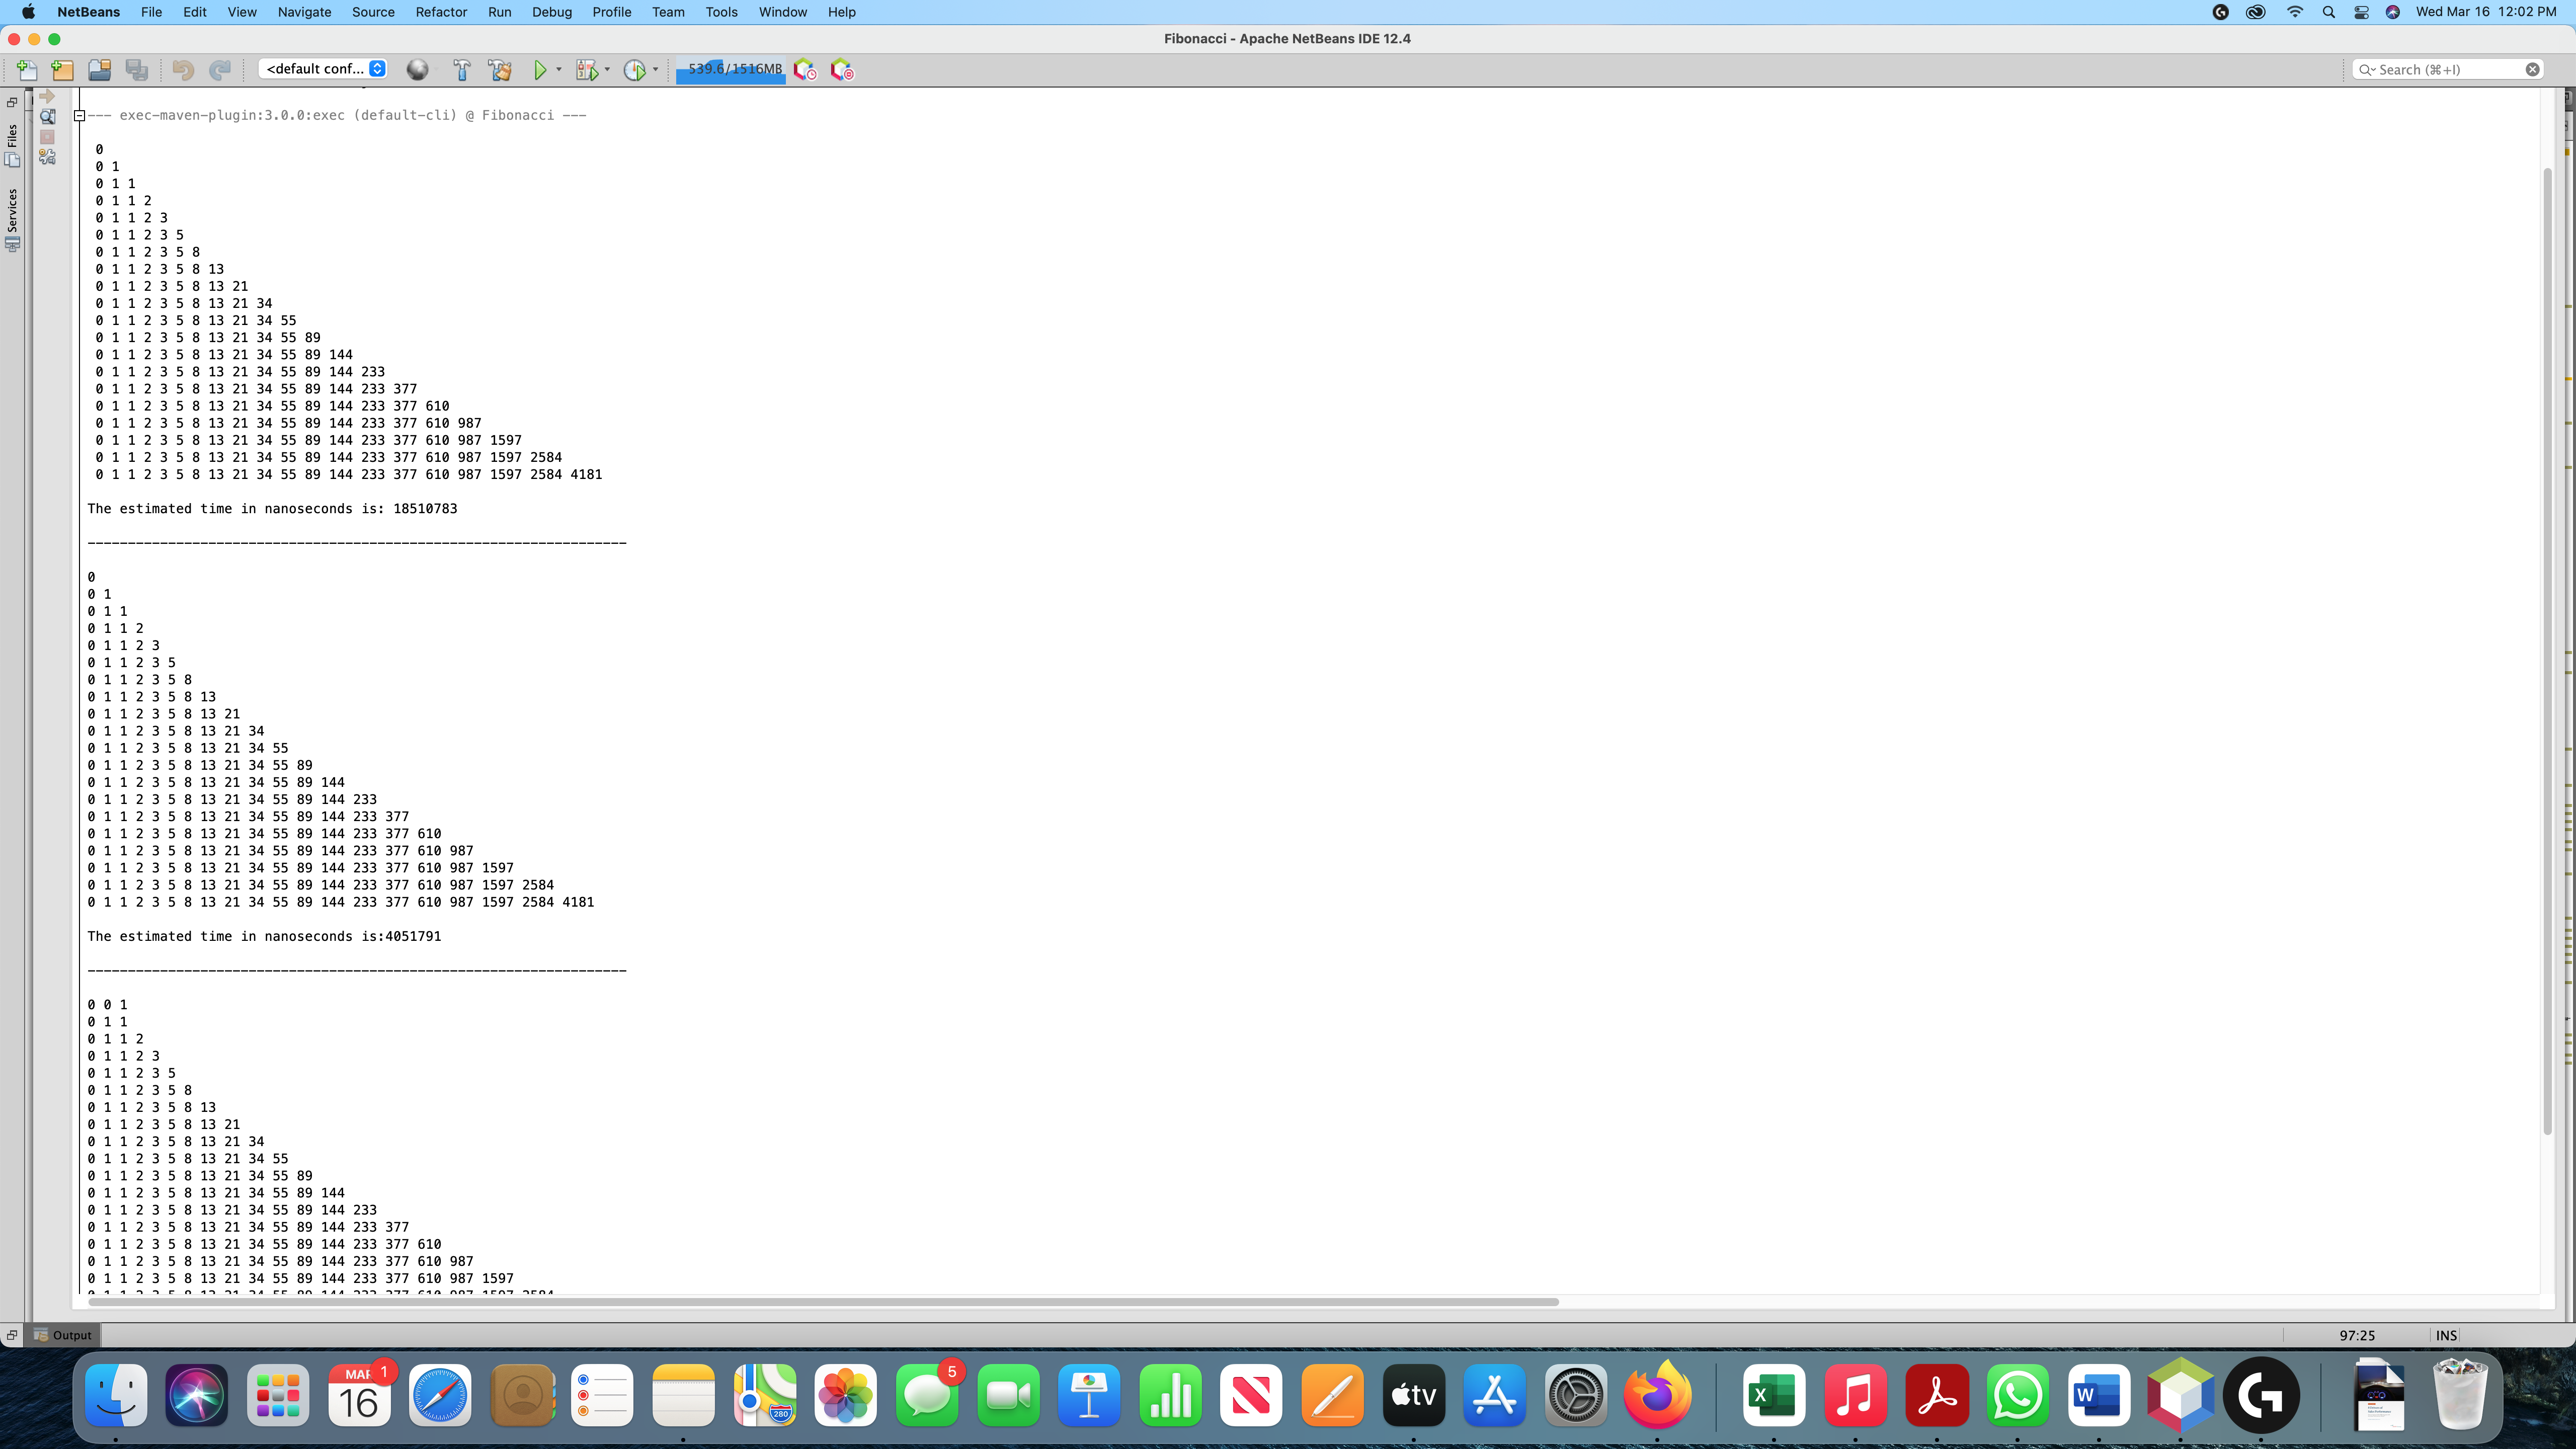 NetBeans File Edit View Navigate Source Refactor Run Debug Profile Team Tools Window Help Wed Mar 16 12:02 PM
Fibonacci - Apache NetBeans IDE 12.4
<default conf... 539.6/1516MB Search (⌘+I)
Files
Services
--- exec-maven-plugin:3.0.0:exec (default-cli) @ Fibonacci ---
0
0 1
0 1 1
0 1 1 2
0 1 1 2 3
0 1 1 2 3 5
0 1 1 2 3 5 8
0 1 1 2 3 5 8 13
0 1 1 2 3 5 8 13 21
0 1 1 2 3 5 8 13 21 34
0 1 1 2 3 5 8 13 21 34 55
0 1 1 2 3 5 8 13 21 34 55 89
0 1 1 2 3 5 8 13 21 34 55 89 144
0 1 1 2 3 5 8 13 21 34 55 89 144 233
0 1 1 2 3 5 8 13 21 34 55 89 144 233 377
0 1 1 2 3 5 8 13 21 34 55 89 144 233 377 610
0 1 1 2 3 5 8 13 21 34 55 89 144 233 377 610 987
0 1 1 2 3 5 8 13 21 34 55 89 144 233 377 610 987 1597
0 1 1 2 3 5 8 13 21 34 55 89 144 233 377 610 987 1597 2584
0 1 1 2 3 5 8 13 21 34 55 89 144 233 377 610 987 1597 2584 4181
The estimated time in nanoseconds is: 18510783
-------------------------------------------------------------------
0
0 1
0 1 1
0 1 1 2
0 1 1 2 3
0 1 1 2 3 5
0 1 1 2 3 5 8
0 1 1 2 3 5 8 13
0 1 1 2 3 5 8 13 21
0 1 1 2 3 5 8 13 21 34
0 1 1 2 3 5 8 13 21 34 55
0 1 1 2 3 5 8 13 21 34 55 89
0 1 1 2 3 5 8 13 21 34 55 89 144
0 1 1 2 3 5 8 13 21 34 55 89 144 233
0 1 1 2 3 5 8 13 21 34 55 89 144 233 377
0 1 1 2 3 5 8 13 21 34 55 89 144 233 377 610
0 1 1 2 3 5 8 13 21 34 55 89 144 233 377 610 987
0 1 1 2 3 5 8 13 21 34 55 89 144 233 377 610 987 1597
0 1 1 2 3 5 8 13 21 34 55 89 144 233 377 610 987 1597 2584
0 1 1 2 3 5 8 13 21 34 55 89 144 233 377 610 987 1597 2584 4181
The estimated time in nanoseconds is:4051791
-------------------------------------------------------------------
0 0 1
0 1 1
0 1 1 2
0 1 1 2 3
0 1 1 2 3 5
0 1 1 2 3 5 8
0 1 1 2 3 5 8 13
0 1 1 2 3 5 8 13 21
0 1 1 2 3 5 8 13 21 34
0 1 1 2 3 5 8 13 21 34 55
0 1 1 2 3 5 8 13 21 34 55 89
0 1 1 2 3 5 8 13 21 34 55 89 144
0 1 1 2 3 5 8 13 21 34 55 89 144 233
0 1 1 2 3 5 8 13 21 34 55 89 144 233 377
0 1 1 2 3 5 8 13 21 34 55 89 144 233 377 610
0 1 1 2 3 5 8 13 21 34 55 89 144 233 377 610 987
0 1 1 2 3 5 8 13 21 34 55 89 144 233 377 610 987 1597
0 1 1 2 3 5 8 13 21 34 55 89 144 233 377 610 987 1597 2584
Output 97:25 INS
MAR 1
16
5
280
tv
X
W